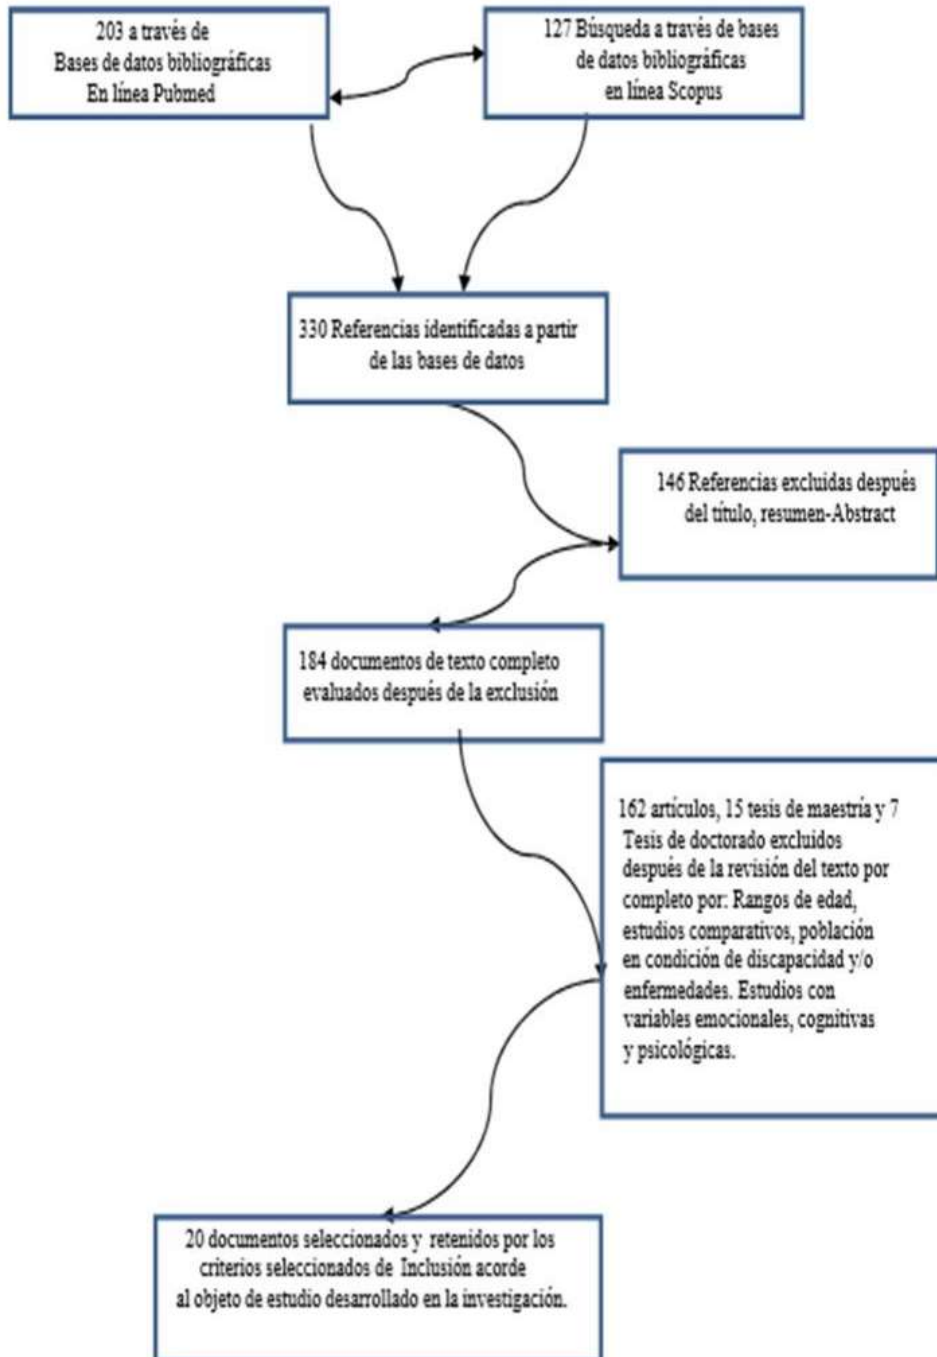 203 a través de
Bases de datos bibliográficas
En línea Pubmed
127 Búsqueda a través de bases
de datos bibliográficas
en línea Scopus
330 Referencias identificadas a partir
de las bases de datos
146 Referencias excluidas después
del título, resumen-Abstract
184 documentos de texto completo
evaluados después de la exclusión
162 artículos, 15 tesis de maestría y 7
Tesis de doctorado excluidos
después de la revisión del texto por
completo por: Rangos de edad,
estudios comparativos, población
en condición de discapacidad y/o
enfermedades. Estudios con
variables emocionales, cognitivas
y psicológicas.
20 documentos seleccionados y retenidos por los
criterios seleccionados de Inclusión acorde
al objeto de estudio desarrollado en la investigación.